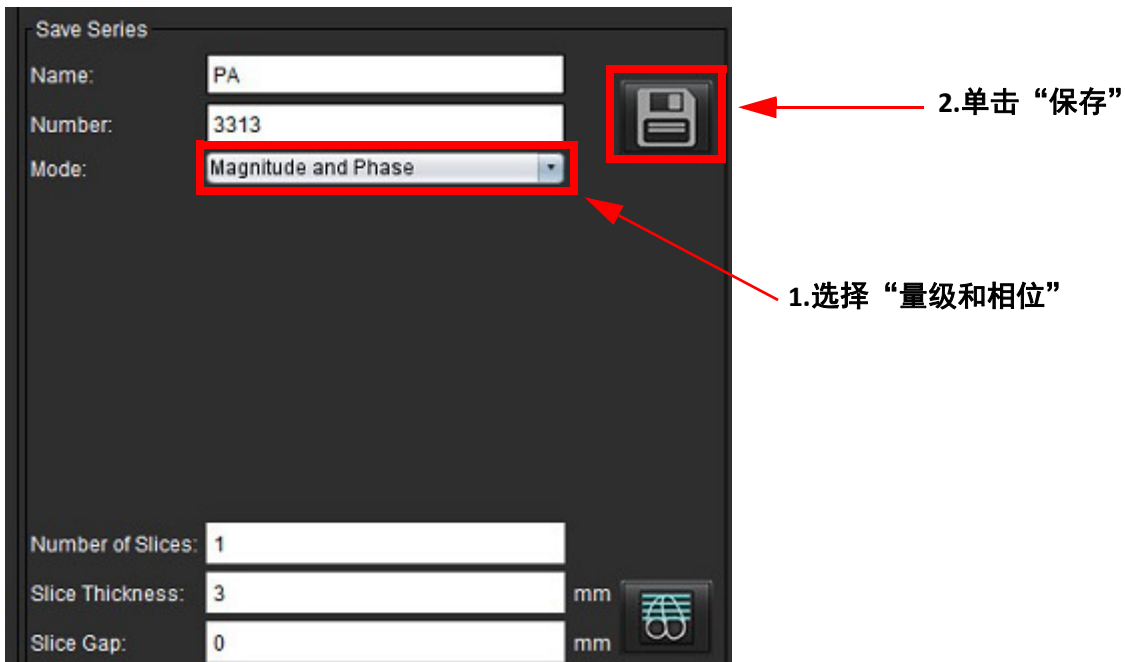 Save Series
Name: PA
Number: 3313
Mode: Magnitude and Phase
2.单击“保存”
1.选择“量级和相位”
Number of Slices: 1
Slice Thickness: 3 mm
Slice Gap: 0 mm